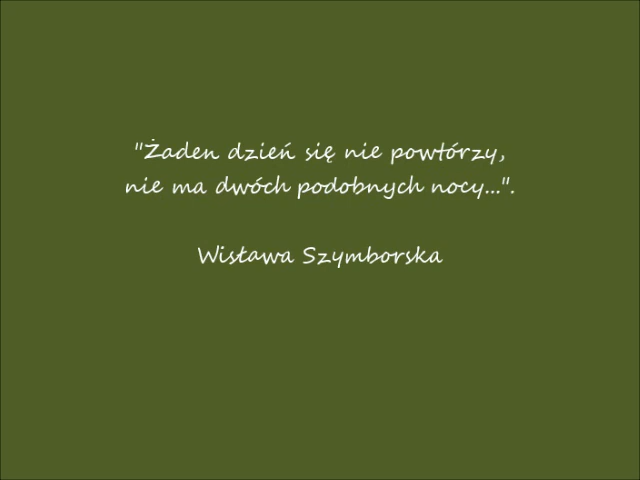 "Żaden dzień się nie powtórzy,
nie ma dwóch podobnych nocy...".
Wisława Szymborska